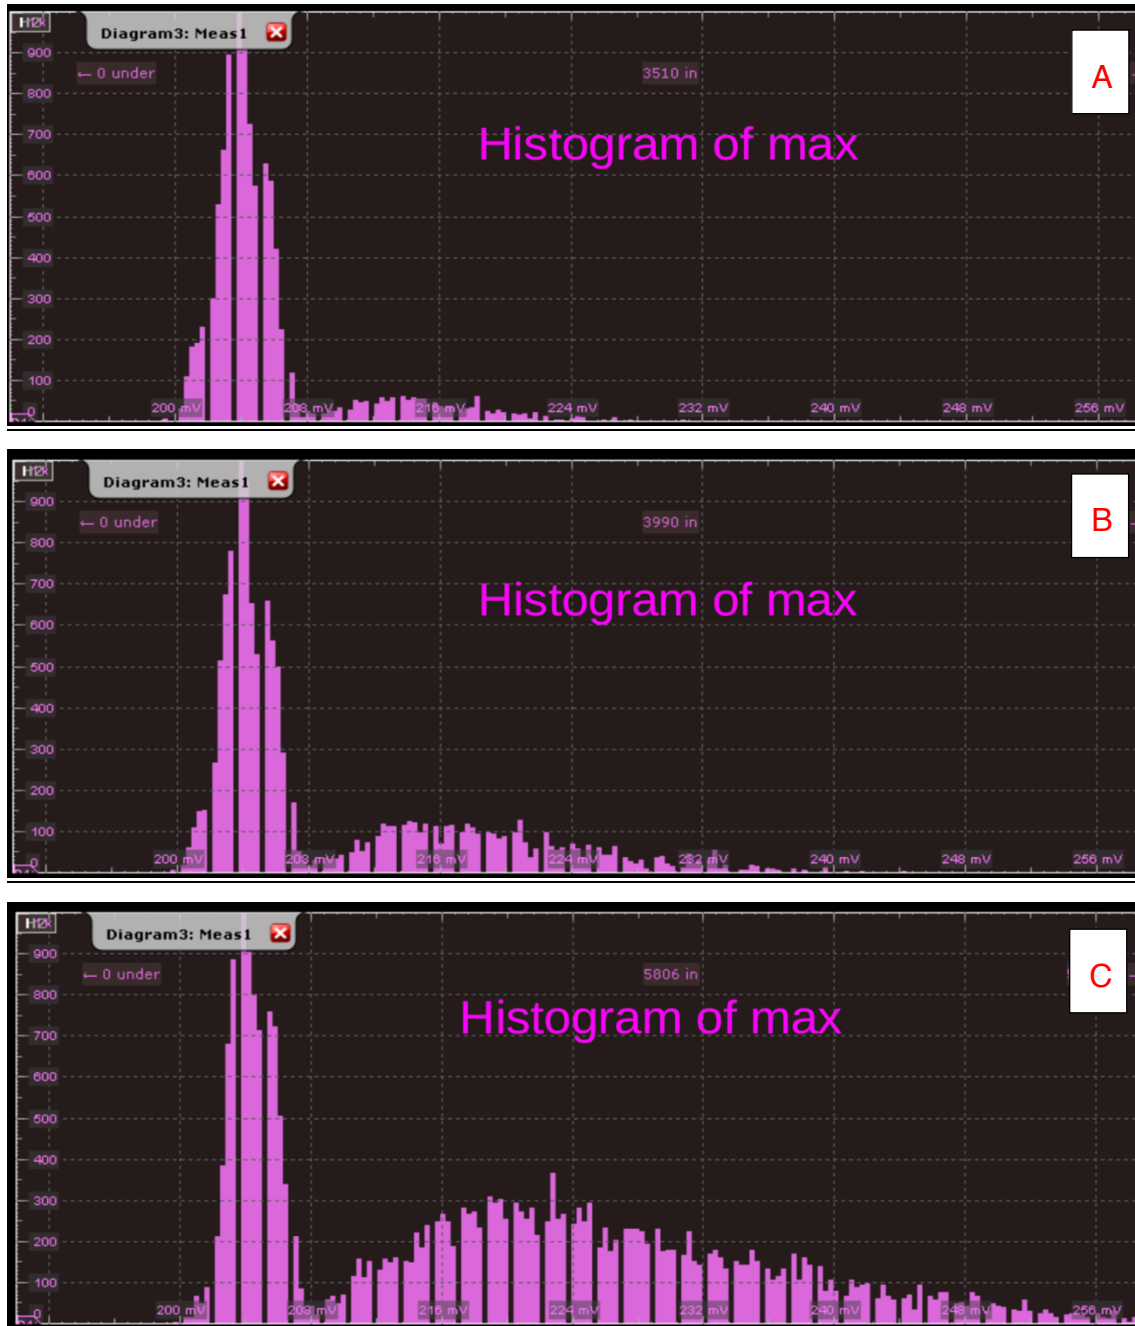 Diagram3: Meas1
← 0 under
3510 in
A
Histogram of max
900
800
700
600
500
400
300
200
100
0
200 mV
208 mV
216 mV
224 mV
232 mV
240 mV
248 mV
256 mV
Diagram3: Meas1
← 0 under
3990 in
B
Histogram of max
900
800
700
600
500
400
300
200
100
0
200 mV
208 mV
216 mV
224 mV
232 mV
240 mV
248 mV
256 mV
Diagram3: Meas1
← 0 under
5806 in
C
Histogram of max
900
800
700
600
500
400
300
200
100
0
200 mV
208 mV
216 mV
224 mV
232 mV
240 mV
248 mV
256 mV